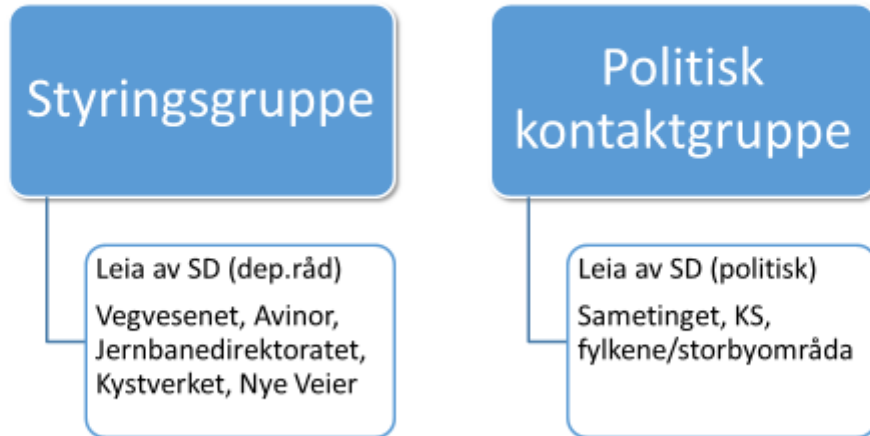 Styringsgruppe
Leia av SD (dep.råd)
Vegvesenet, Avinor,
Jernbanedirektoratet,
Kystverket, Nye Veier
Politisk
kontaktgruppe
Leia av SD (politisk)
Sametinget, KS,
fylkene/storbyområda